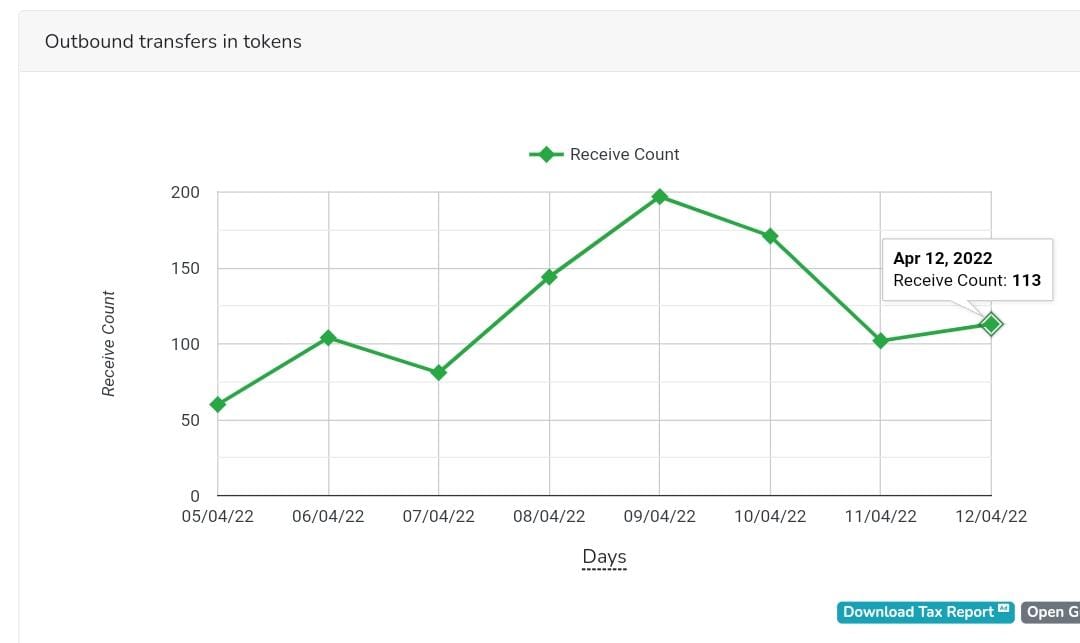 Outbound transfers in tokens
Receive Count
200
150
100
50
0
Receive Count
Apr 12, 2022
Receive Count: 113
05/04/22 06/04/22 07/04/22 08/04/22 09/04/22 10/04/22 11/04/22 12/04/22
Days
Download Tax Report Ad
Open G